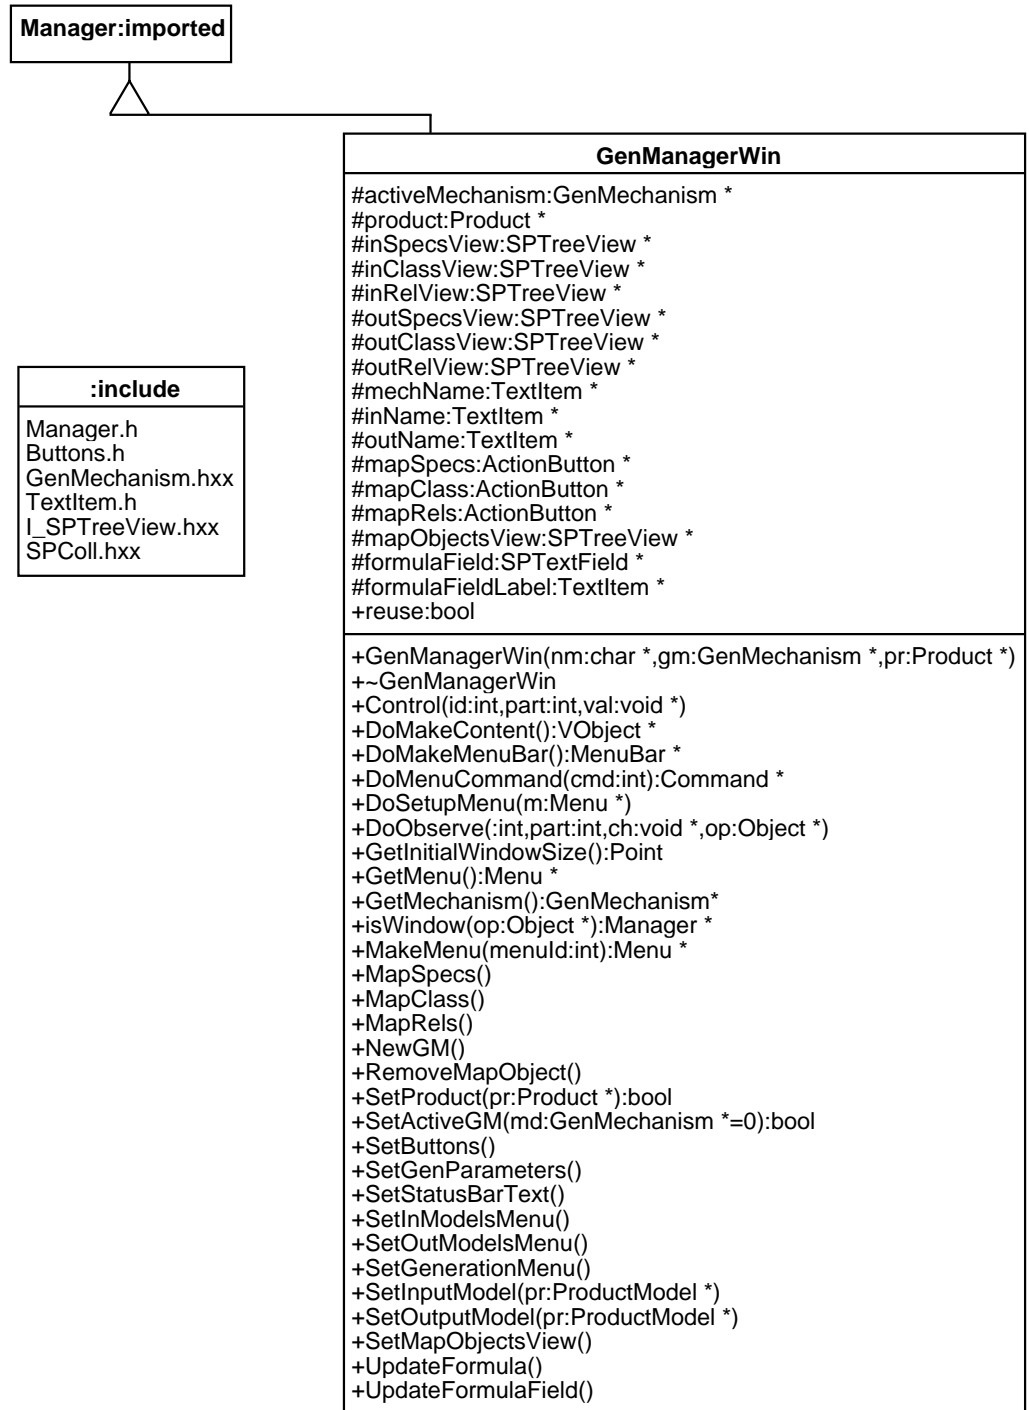 Manager:imported
GenManagerWin
#activeMechanism:GenMechanism *
#product:Product *
#inSpecsView:SPTreeView *
#inClassView:SPTreeView *
#inRelView:SPTreeView *
#outSpecsView:SPTreeView *
#outClassView:SPTreeView *
#outRelView:SPTreeView *
#mechName:TextItem *
#inName:TextItem *
#outName:TextItem *
#mapSpecs:ActionButton *
#mapClass:ActionButton *
#mapRels:ActionButton *
#mapObjectsView:SPTreeView *
#formulaField:SPTextField *
#formulaFieldLabel:TextItem *
+reuse:bool
+GenManagerWin(nm:char *,gm:GenMechanism *,pr:Product *)
+~GenManagerWin
+Control(id:int,part:int,val:void *)
+DoMakeContent():VObject *
+DoMakeMenuBar():MenuBar *
+DoMenuCommand(cmd:int):Command *
+DoSetupMenu(m:Menu *)
+DoObserve(:int,part:int,ch:void *,op:Object *)
+GetInitialWindowSize():Point
+GetMenu():Menu *
+GetMechanism():GenMechanism*
+isWindow(op:Object *):Manager *
+MakeMenu(menuId:int):Menu *
+MapSpecs()
+MapClass()
+MapRels()
+NewGM()
+RemoveMapObject()
+SetProduct(pr:Product *):bool
+SetActiveGM(md:GenMechanism *=0):bool
+SetButtons()
+SetGenParameters()
+SetStatusBarText()
+SetInModelsMenu()
+SetOutModelsMenu()
+SetGenerationMenu()
+SetInputModel(pr:ProductModel *)
+SetOutputModel(pr:ProductModel *)
+SetMapObjectsView()
+UpdateFormula()
+UpdateFormulaField()
:include
Manager.h
Buttons.h
GenMechanism.hxx
TextItem.h
I_SPTreeView.hxx
SPColl.hxx